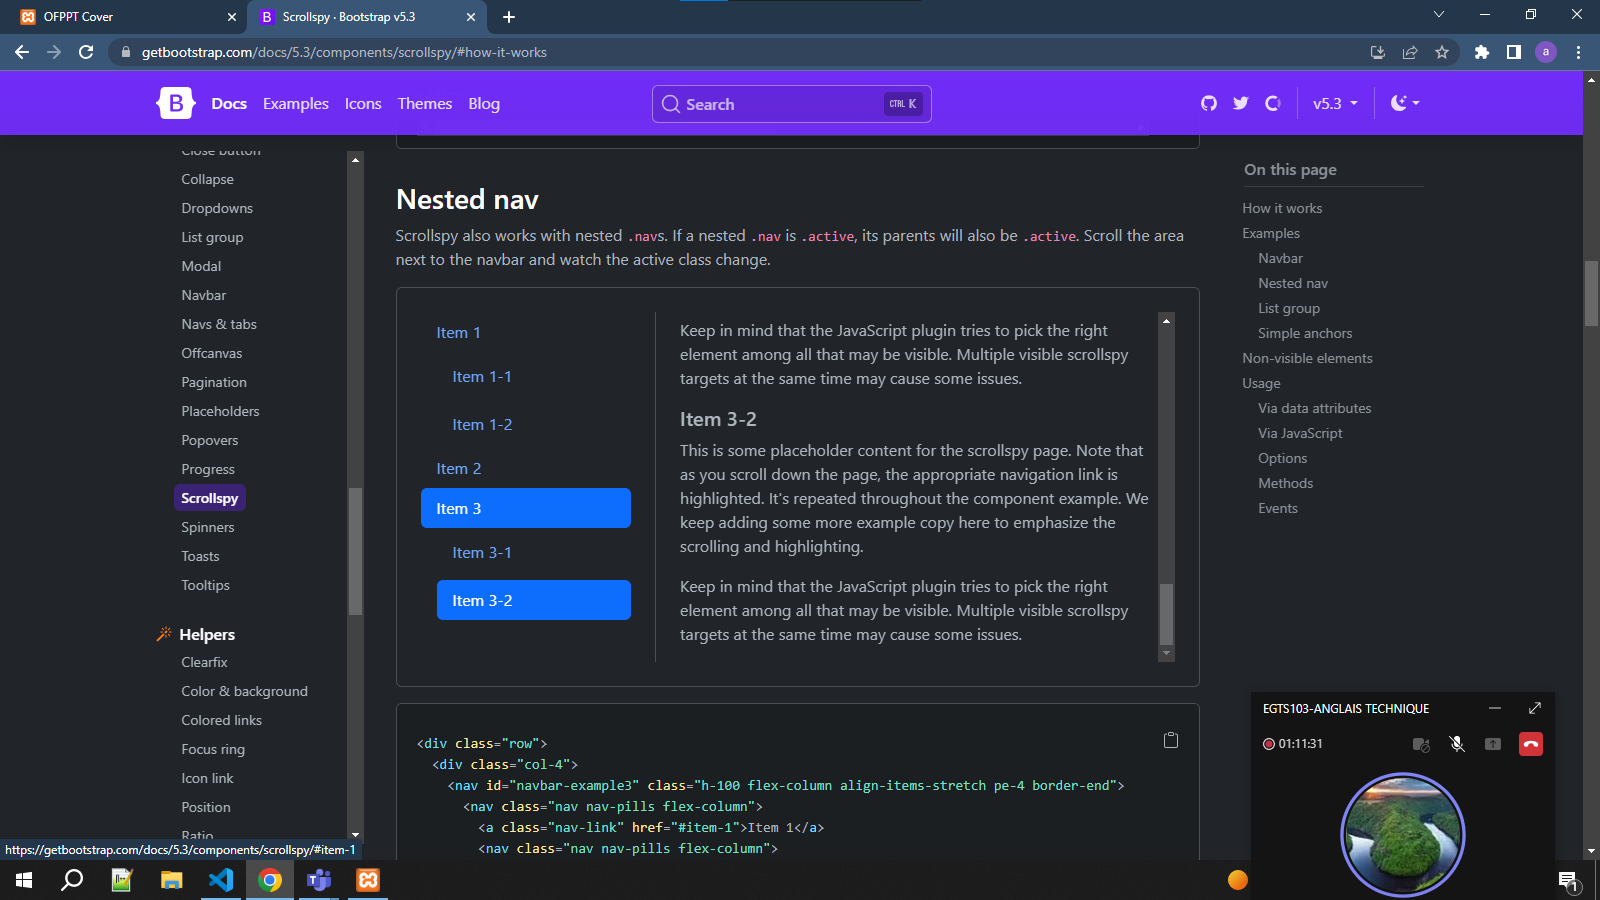 OFPPT Cover
Scrollspy · Bootstrap v5.3
getbootstrap.com/docs/5.3/components/scrollspy/#how-it-works
a
B
Docs
Examples
Icons
Themes
Blog
Search
CTRL K
v5.3
Close button
Collapse
Dropdowns
List group
Modal
Navbar
Navs & tabs
Offcanvas
Pagination
Placeholders
Popovers
Progress
Scrollspy
Spinners
Toasts
Tooltips
Helpers
Clearfix
Color & background
Colored links
Focus ring
Icon link
Position
Ratio
https://getbootstrap.com/docs/5.3/components/scrollspy/#item-1
Nested nav
Scrollspy also works with nested .navs. If a nested .nav is .active, its parents will also be .active. Scroll the area
next to the navbar and watch the active class change.
Item 1
Item 1-1
Item 1-2
Item 2
Item 3
Item 3-1
Item 3-2
Keep in mind that the JavaScript plugin tries to pick the right
element among all that may be visible. Multiple visible scrollspy
targets at the same time may cause some issues.
Item 3-2
This is some placeholder content for the scrollspy page. Note that
as you scroll down the page, the appropriate navigation link is
highlighted. It's repeated throughout the component example. We
keep adding some more example copy here to emphasize the
scrolling and highlighting.
Keep in mind that the JavaScript plugin tries to pick the right
element among all that may be visible. Multiple visible scrollspy
targets at the same time may cause some issues.
<div class="row">
<div class="col-4">
<nav id="navbar-example3" class="h-100 flex-column align-items-stretch pe-4 border-end">
<nav class="nav nav-pills flex-column">
<a class="nav-link" href="#item-1">Item 1</a>
<nav class="nav nav-pills flex-column">
On this page
How it works
Examples
Navbar
Nested nav
List group
Simple anchors
Non-visible elements
Usage
Via data attributes
Via JavaScript
Options
Methods
Events
EGTS103-ANGLAIS TECHNIQUE
01:11:31
1